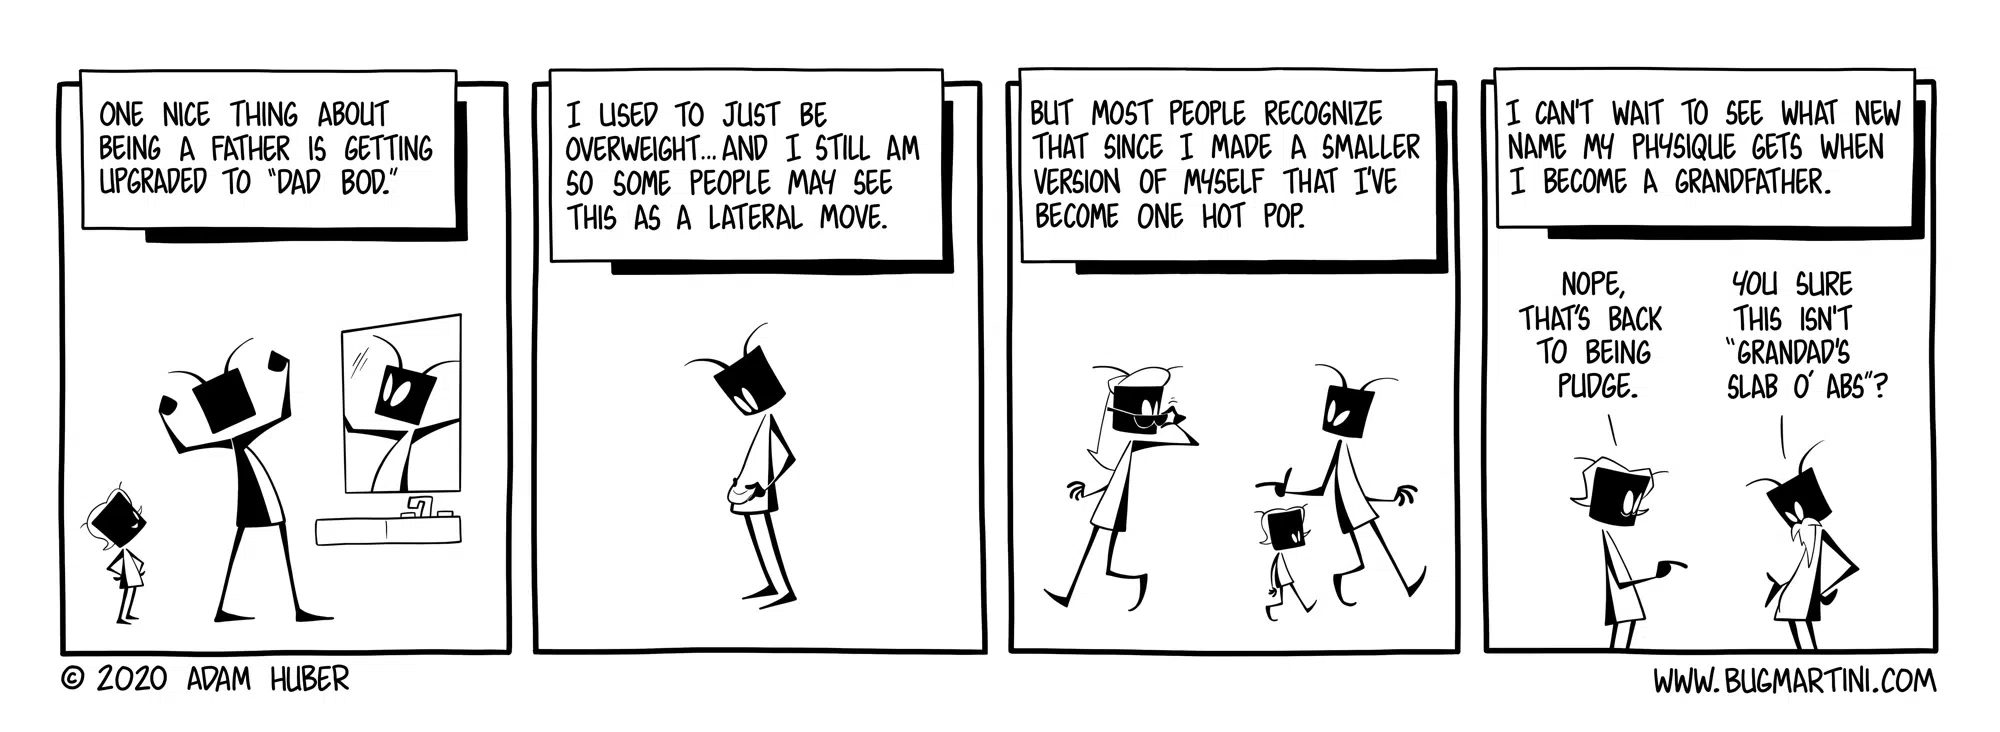 ONE NICE THING ABOUT
BEING A FATHER IS GETTING
UPGRADED TO "DAD BOD."
I USED TO JUST BE
OVERWEIGHT...AND I STILL AM
SO SOME PEOPLE MAY SEE
THIS AS A LATERAL MOVE.
BUT MOST PEOPLE RECOGNIZE
THAT SINCE I MADE A SMALLER
VERSION OF MYSELF THAT I'VE
BECOME ONE HOT POP.
I CAN'T WAIT TO SEE WHAT NEW
NAME MY PHYSIQUE GETS WHEN
I BECOME A GRANDFATHER.
NOPE,
THAT'S BACK
TO BEING
PUDGE.
YOU SURE
THIS ISN'T
"GRANDAD'S
SLAB O' ABS"?
© 2020 ADAM HUBER
WWW.BUGMARTINI.COM